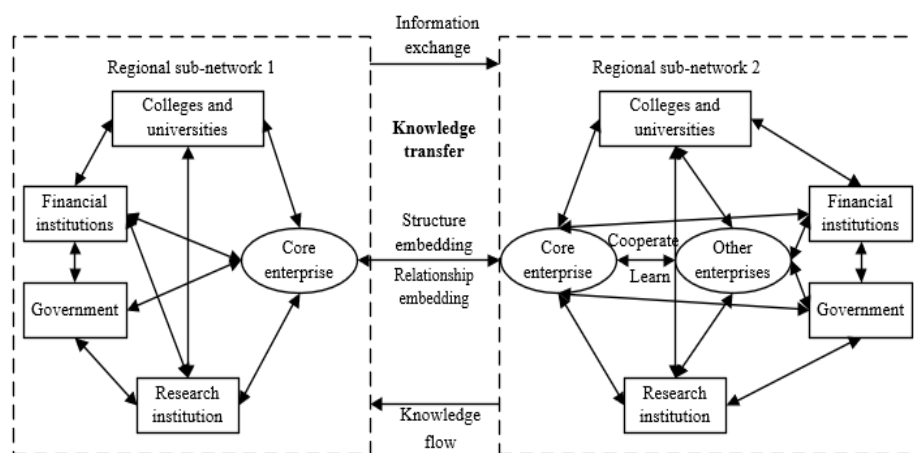 Information
exchange
Regional sub-network 1
Regional sub-network 2
Colleges and
universities
Knowledge
transfer
Colleges and
universities
Financial
institutions
Core
enterprise
Structure
embedding
Relationship
embedding
Core
enterprise
Cooperate
Learn
Other
enterprises
Financial
institutions
Government
Government
Research
institution
Knowledge
flow
Research
institution